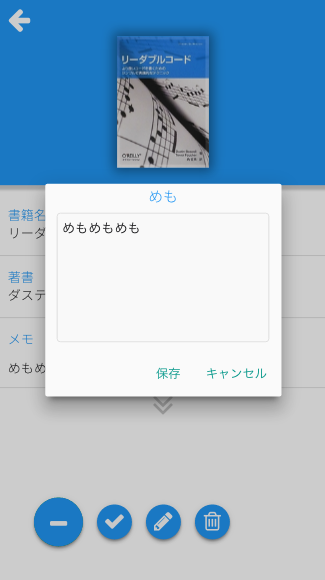 リーダブルコード
O'REILLY
めも
めもめもめも
書籍名
リーダ
著書
ダステ
メモ
めもめ
保存
キャンセル